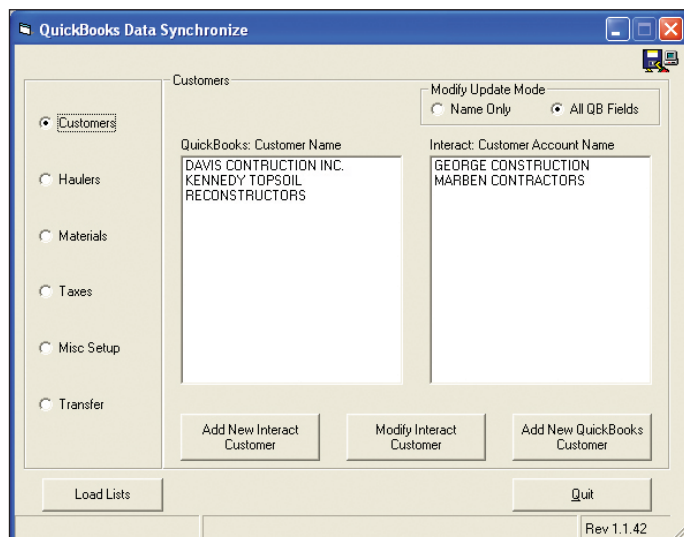 QuickBooks Data Synchronize
Customers
Modify Update Mode
Name Only
All QB Fields
Customers
Haulers
Materials
Taxes
Misc Setup
Transfer
QuickBooks: Customer Name
DAVIS CONTRUCTION INC.
KENNEDY TOPSOIL
RECONSTRUCTORS
Interact: Customer Account Name
GEORGE CONSTRUCTION
MARBEN CONTRACTORS
Add New Interact
Customer
Modify Interact
Customer
Add New QuickBooks
Customer
Load Lists
Quit
Rev 1.1.42